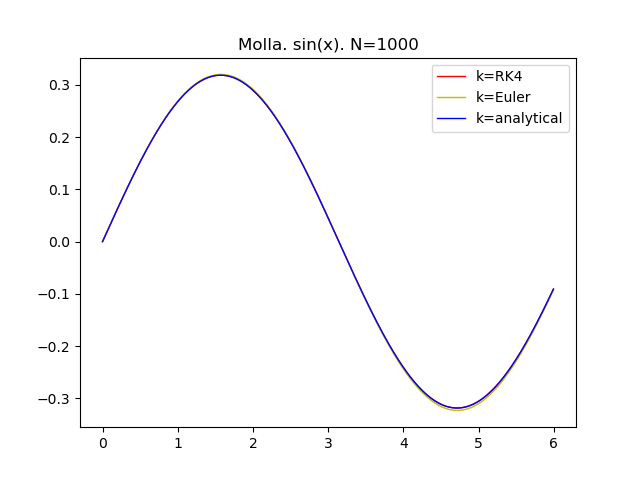 Molla. sin(x). N=1000
k=RK4
k=Euler
k=analytical
0.3
0.2
0.1
0.0
−0.1
−0.2
−0.3
0 1 2 3 4 5 6